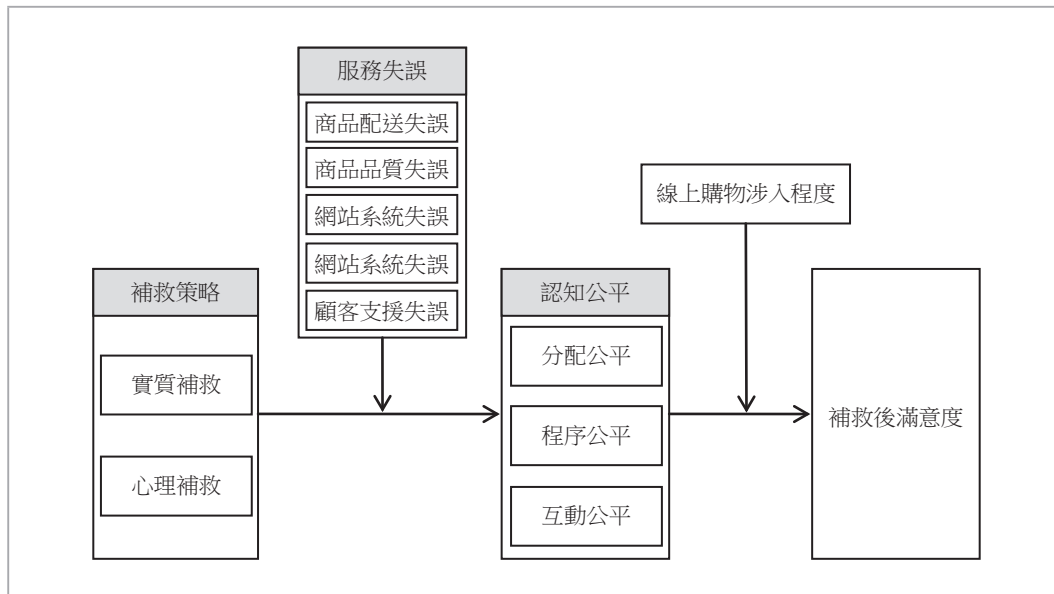 服務失誤
商品配送失誤
商品品質失誤
網站系統失誤
網站系統失誤
顧客支援失誤
線上購物涉入程度
補救策略
實質補救
心理補救
認知公平
分配公平
程序公平
互動公平
補救後滿意度